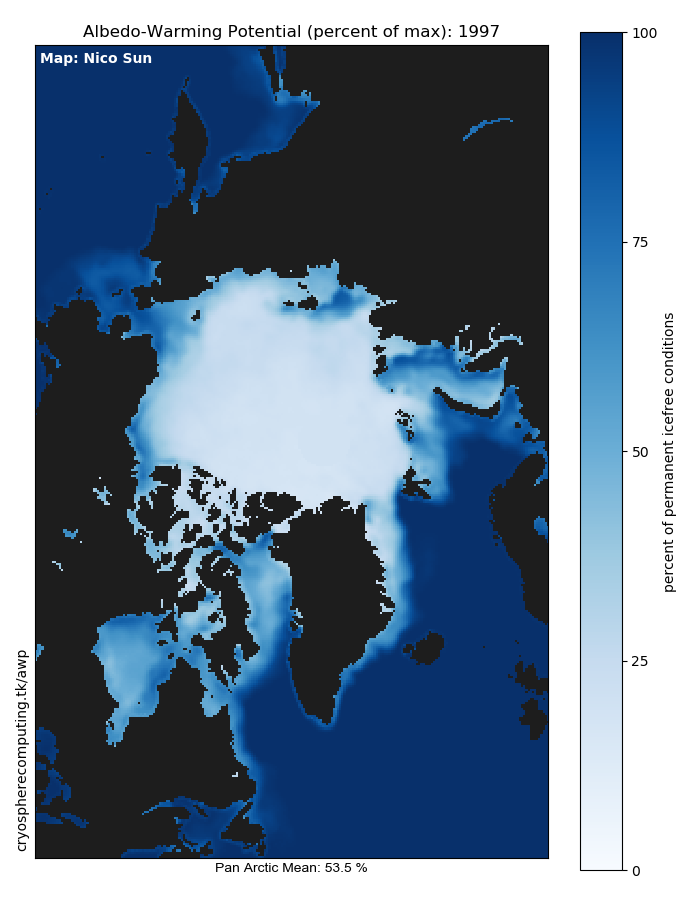 Albedo-Warming Potential (percent of max): 1997
Map: Nico Sun
100
75
50
25
0
percent of permanent icefree conditions
cryospherecomputing.tk/awp
Pan Arctic Mean: 53.5 %